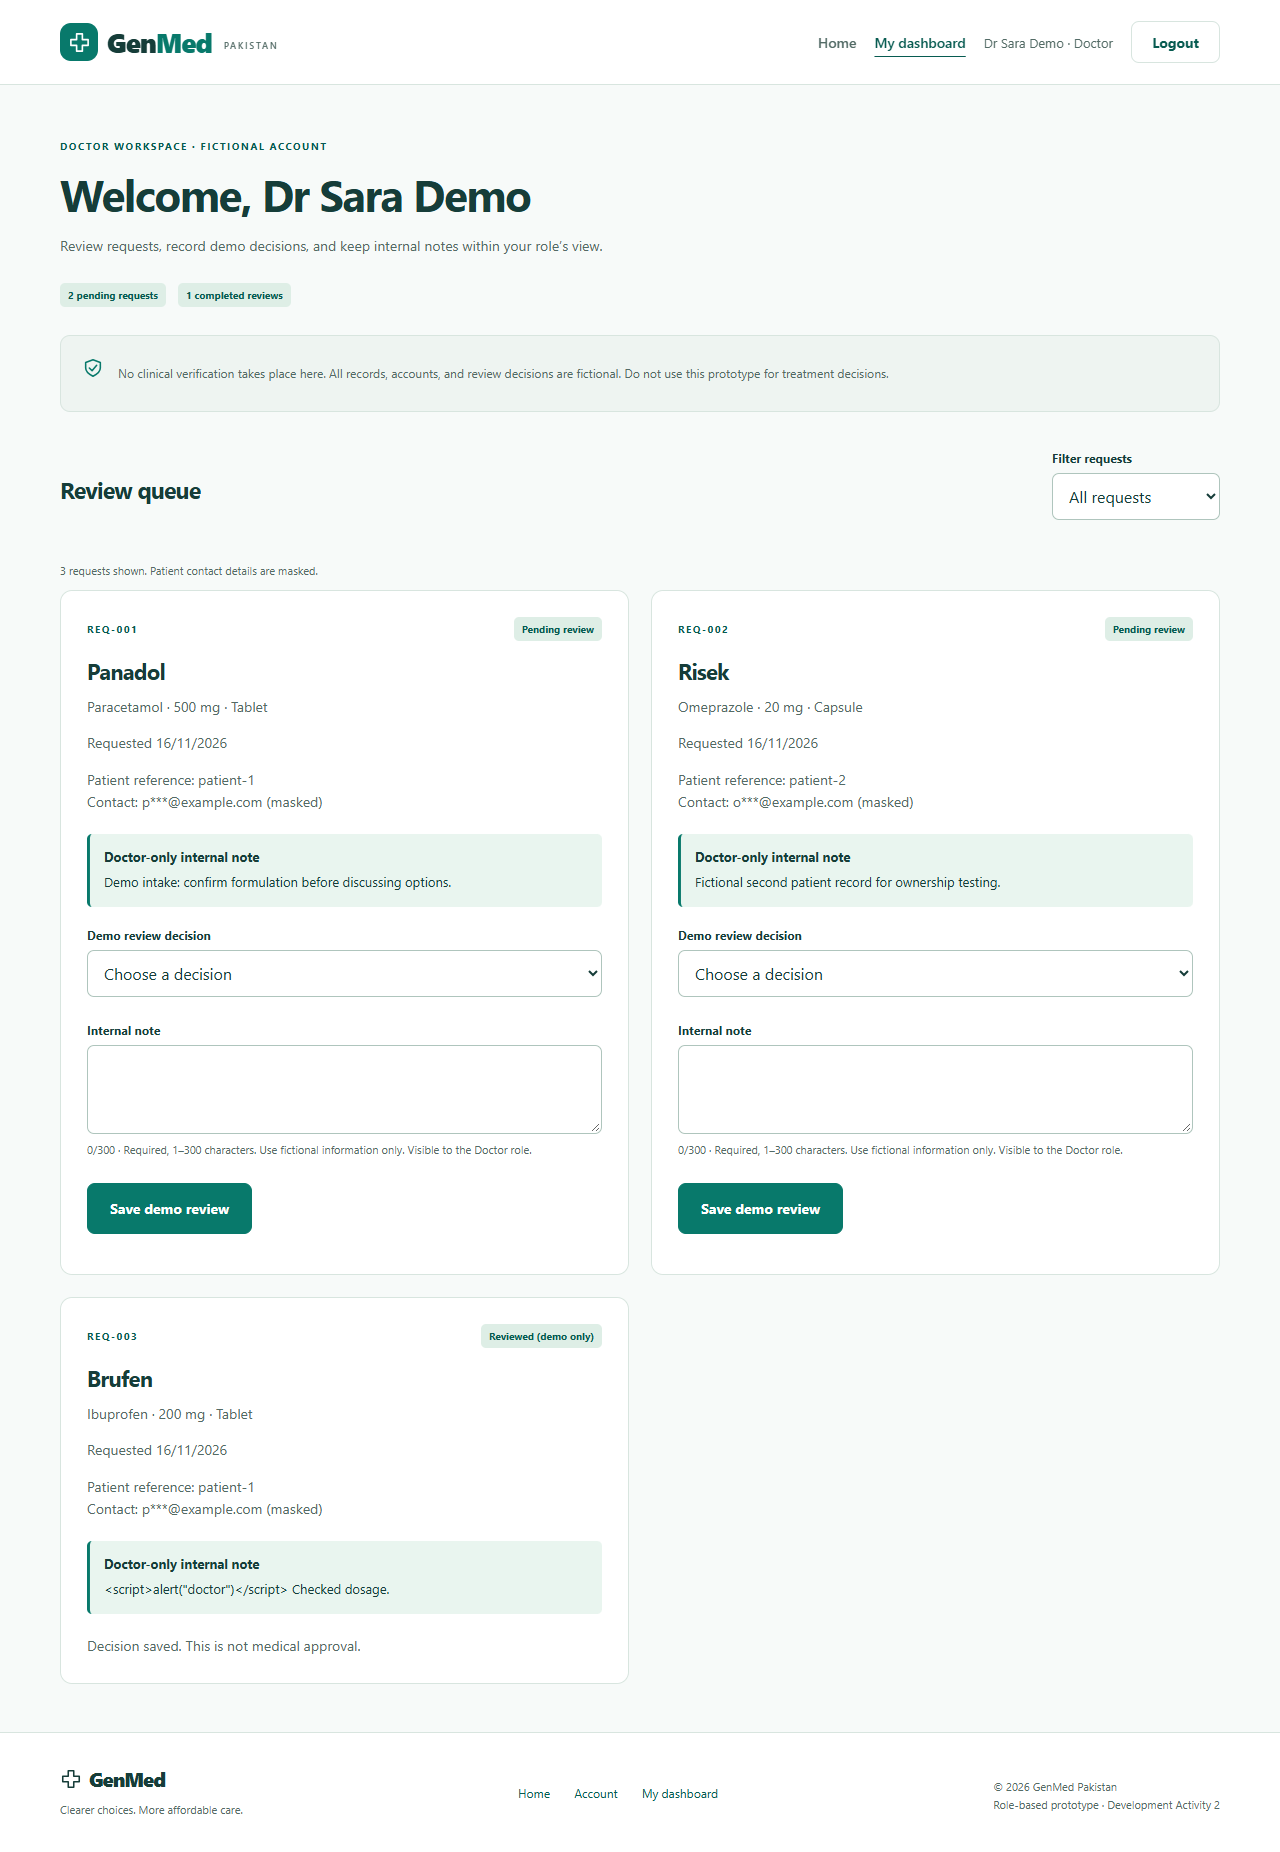 GenMed PAKISTAN
Home My dashboard Dr Sara Demo · Doctor Logout
DOCTOR WORKSPACE · FICTIONAL ACCOUNT
Welcome, Dr Sara Demo
Review requests, record demo decisions, and keep internal notes within your role's view.
2 pending requests 1 completed reviews
No clinical verification takes place here. All records, accounts, and review decisions are fictional. Do not use this prototype for treatment decisions.
Review queue
Filter requests
All requests
3 requests shown. Patient contact details are masked.
REQ-001 Pending review
Panadol
Paracetamol · 500 mg · Tablet
Requested 16/11/2026
Patient reference: patient-1
Contact: p***@example.com (masked)
Doctor-only internal note
Demo intake: confirm formulation before discussing options.
Demo review decision
Choose a decision
Internal note
0/300 · Required, 1–300 characters. Use fictional information only. Visible to the Doctor role.
Save demo review
REQ-002 Pending review
Risek
Omeprazole · 20 mg · Capsule
Requested 16/11/2026
Patient reference: patient-2
Contact: o***@example.com (masked)
Doctor-only internal note
Fictional second patient record for ownership testing.
Demo review decision
Choose a decision
Internal note
0/300 · Required, 1–300 characters. Use fictional information only. Visible to the Doctor role.
Save demo review
REQ-003 Reviewed (demo only)
Brufen
Ibuprofen · 200 mg · Tablet
Requested 16/11/2026
Patient reference: patient-1
Contact: p***@example.com (masked)
Doctor-only internal note
<script>alert("doctor")</script> Checked dosage.
Decision saved. This is not medical approval.
GenMed
Clearer choices. More affordable care.
Home Account My dashboard
© 2026 GenMed Pakistan
Role-based prototype · Development Activity 2